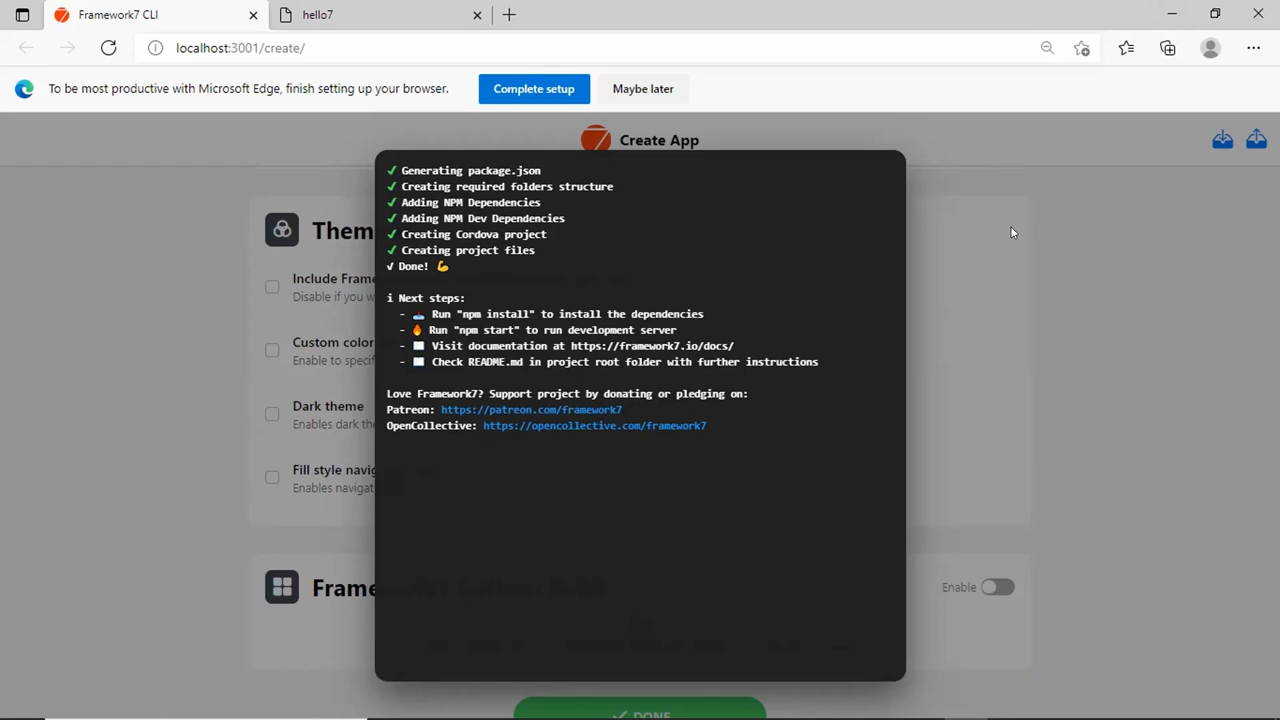 Framework7 CLI
hello7
localhost:3001/create/
To be most productive with Microsoft Edge, finish setting up your browser.
Complete setup
Maybe later
Create App
✓ Generating package.json
✓ Creating required folders structure
✓ Adding NPM Dependencies
✓ Adding NPM Dev Dependencies
✓ Creating Cordova project
✓ Creating project files
√ Done! 💪
i Next steps:
- Run "npm install" to install the dependencies
- 🔥 Run "npm start" to run development server
- Visit documentation at https://framework7.io/docs/
- Check README.md in project root folder with further instructions
Love Framework7? Support project by donating or pledging on:
Patreon: https://patreon.com/framework7
OpenCollective: https://opencollective.com/framework7
Them
Include Fram
Disable if you w
Custom color
Enable to specif
Dark theme
Enables dark the
Fill style navig
Enables navigat
Frame
Enable
DONE